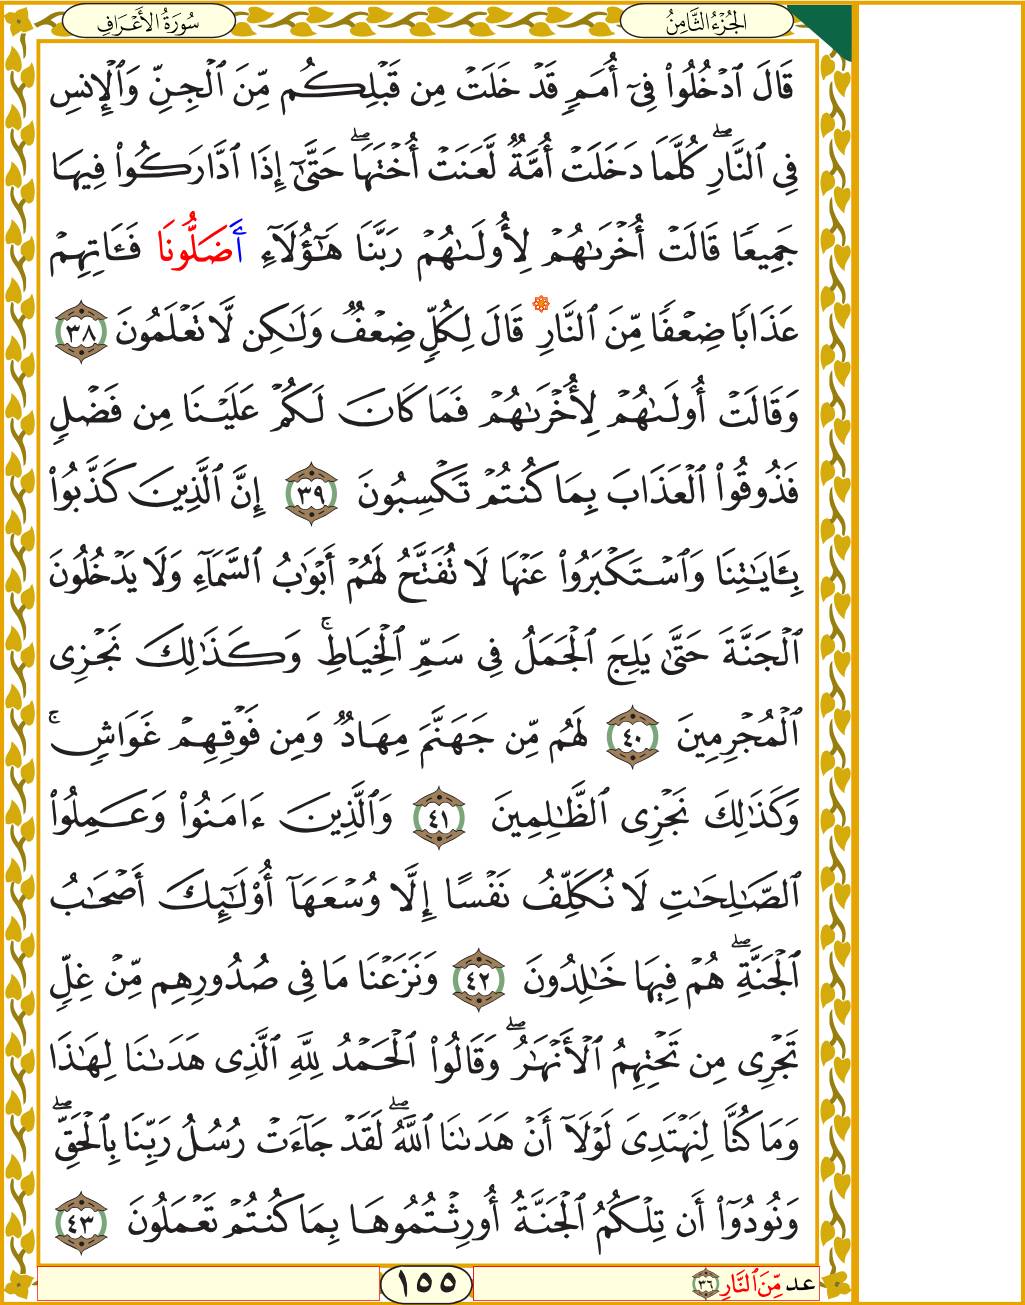 الجُزْءُ الثَّامِنُ
سُورَةُ الأَعْرَافِ
قَالَ ٱدْخُلُوا۟ فِىٓ أُمَمٍ قَدْ خَلَتْ مِن قَبْلِكُم مِّنَ ٱلْجِنِّ وَٱلْإِنسِ
فِى ٱلنَّارِ ۖ كُلَّمَا دَخَلَتْ أُمَّةٌ لَّعَنَتْ أُخْتَهَا ۖ حَتَّىٰٓ إِذَا ٱدَّارَكُوا۟ فِيهَا
جَمِيعًا قَالَتْ أُخْرَىٰهُمْ لِأُولَىٰهُمْ رَبَّنَا هَٰٓؤُلَآءِ أَضَلُّونَا فَـَٔاتِهِمْ
عَذَابًا ضِعْفًا مِّنَ ٱلنَّارِ قَالَ لِكُلٍّ ضِعْفٌ وَلَٰكِن لَّا تَعْلَمُونَ ٣٨
وَقَالَتْ أُولَىٰهُمْ لِأُخْرَىٰهُمْ فَمَا كَانَ لَكُمْ عَلَيْنَا مِن فَضْلٍ
فَذُوقُوا۟ ٱلْعَذَابَ بِمَا كُنتُمْ تَكْسِبُونَ ٣٩ إِنَّ ٱلَّذِينَ كَذَّبُوا۟
بِـَٔايَٰتِنَا وَٱسْتَكْبَرُوا۟ عَنْهَا لَا تُفَتَّحُ لَهُمْ أَبْوَٰبُ ٱلسَّمَآءِ وَلَا يَدْخُلُونَ
ٱلْجَنَّةَ حَتَّىٰ يَلِجَ ٱلْجَمَلُ فِى سَمِّ ٱلْخِيَاطِ ۚ وَكَذَٰلِكَ نَجْزِى
ٱلْمُجْرِمِينَ ٤٠ لَهُم مِّن جَهَنَّمَ مِهَادٌ وَمِن فَوْقِهِمْ غَوَاشٍ ۚ
وَكَذَٰلِكَ نَجْزِى ٱلظَّٰلِمِينَ ٤١ وَٱلَّذِينَ ءَامَنُوا۟ وَعَمِلُوا۟
ٱلصَّٰلِحَٰتِ لَا نُكَلِّفُ نَفْسًا إِلَّا وُسْعَهَآ أُو۟لَٰٓئِكَ أَصْحَٰبُ
ٱلْجَنَّةِ ۖ هُمْ فِيهَا خَٰلِدُونَ ٤٢ وَنَزَعْنَا مَا فِى صُدُورِهِم مِّنْ غِلٍّ
تَجْرِى مِن تَحْتِهِمُ ٱلْأَنْهَٰرُ ۖ وَقَالُوا۟ ٱلْحَمْدُ لِلَّهِ ٱلَّذِى هَدَىٰنَا لِهَٰذَا
وَمَا كُنَّا لِنَهْتَدِىَ لَوْلَآ أَنْ هَدَىٰنَا ٱللَّهُ ۖ لَقَدْ جَآءَتْ رُسُلُ رَبِّنَا بِٱلْحَقِّ ۖ
وَنُودُوٓا۟ أَن تِلْكُمُ ٱلْجَنَّةُ أُورِثْتُمُوهَا بِمَا كُنتُمْ تَعْمَلُونَ ٤٣
عد مِّنَ ٱلنَّارِ ٣٦
١٥٥